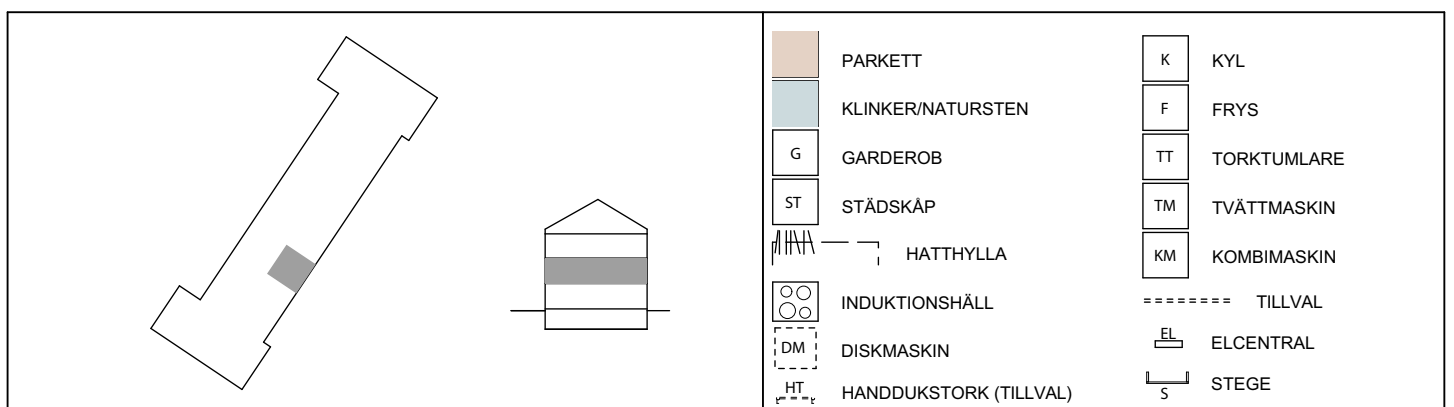 PARKETT
KLINKER/NATURSTEN
G GARDEROB
ST STÄDSKÅP
HATTHYLLA
INDUKTIONSHÄLL
DM DISKMASKIN
HT HANDDUKSTORK (TILLVAL)
K KYL
F FRYS
TT TORKTUMLARE
TM TVÄTTMASKIN
KM KOMBIMASKIN
TILLVAL
EL ELCENTRAL
S STEGE